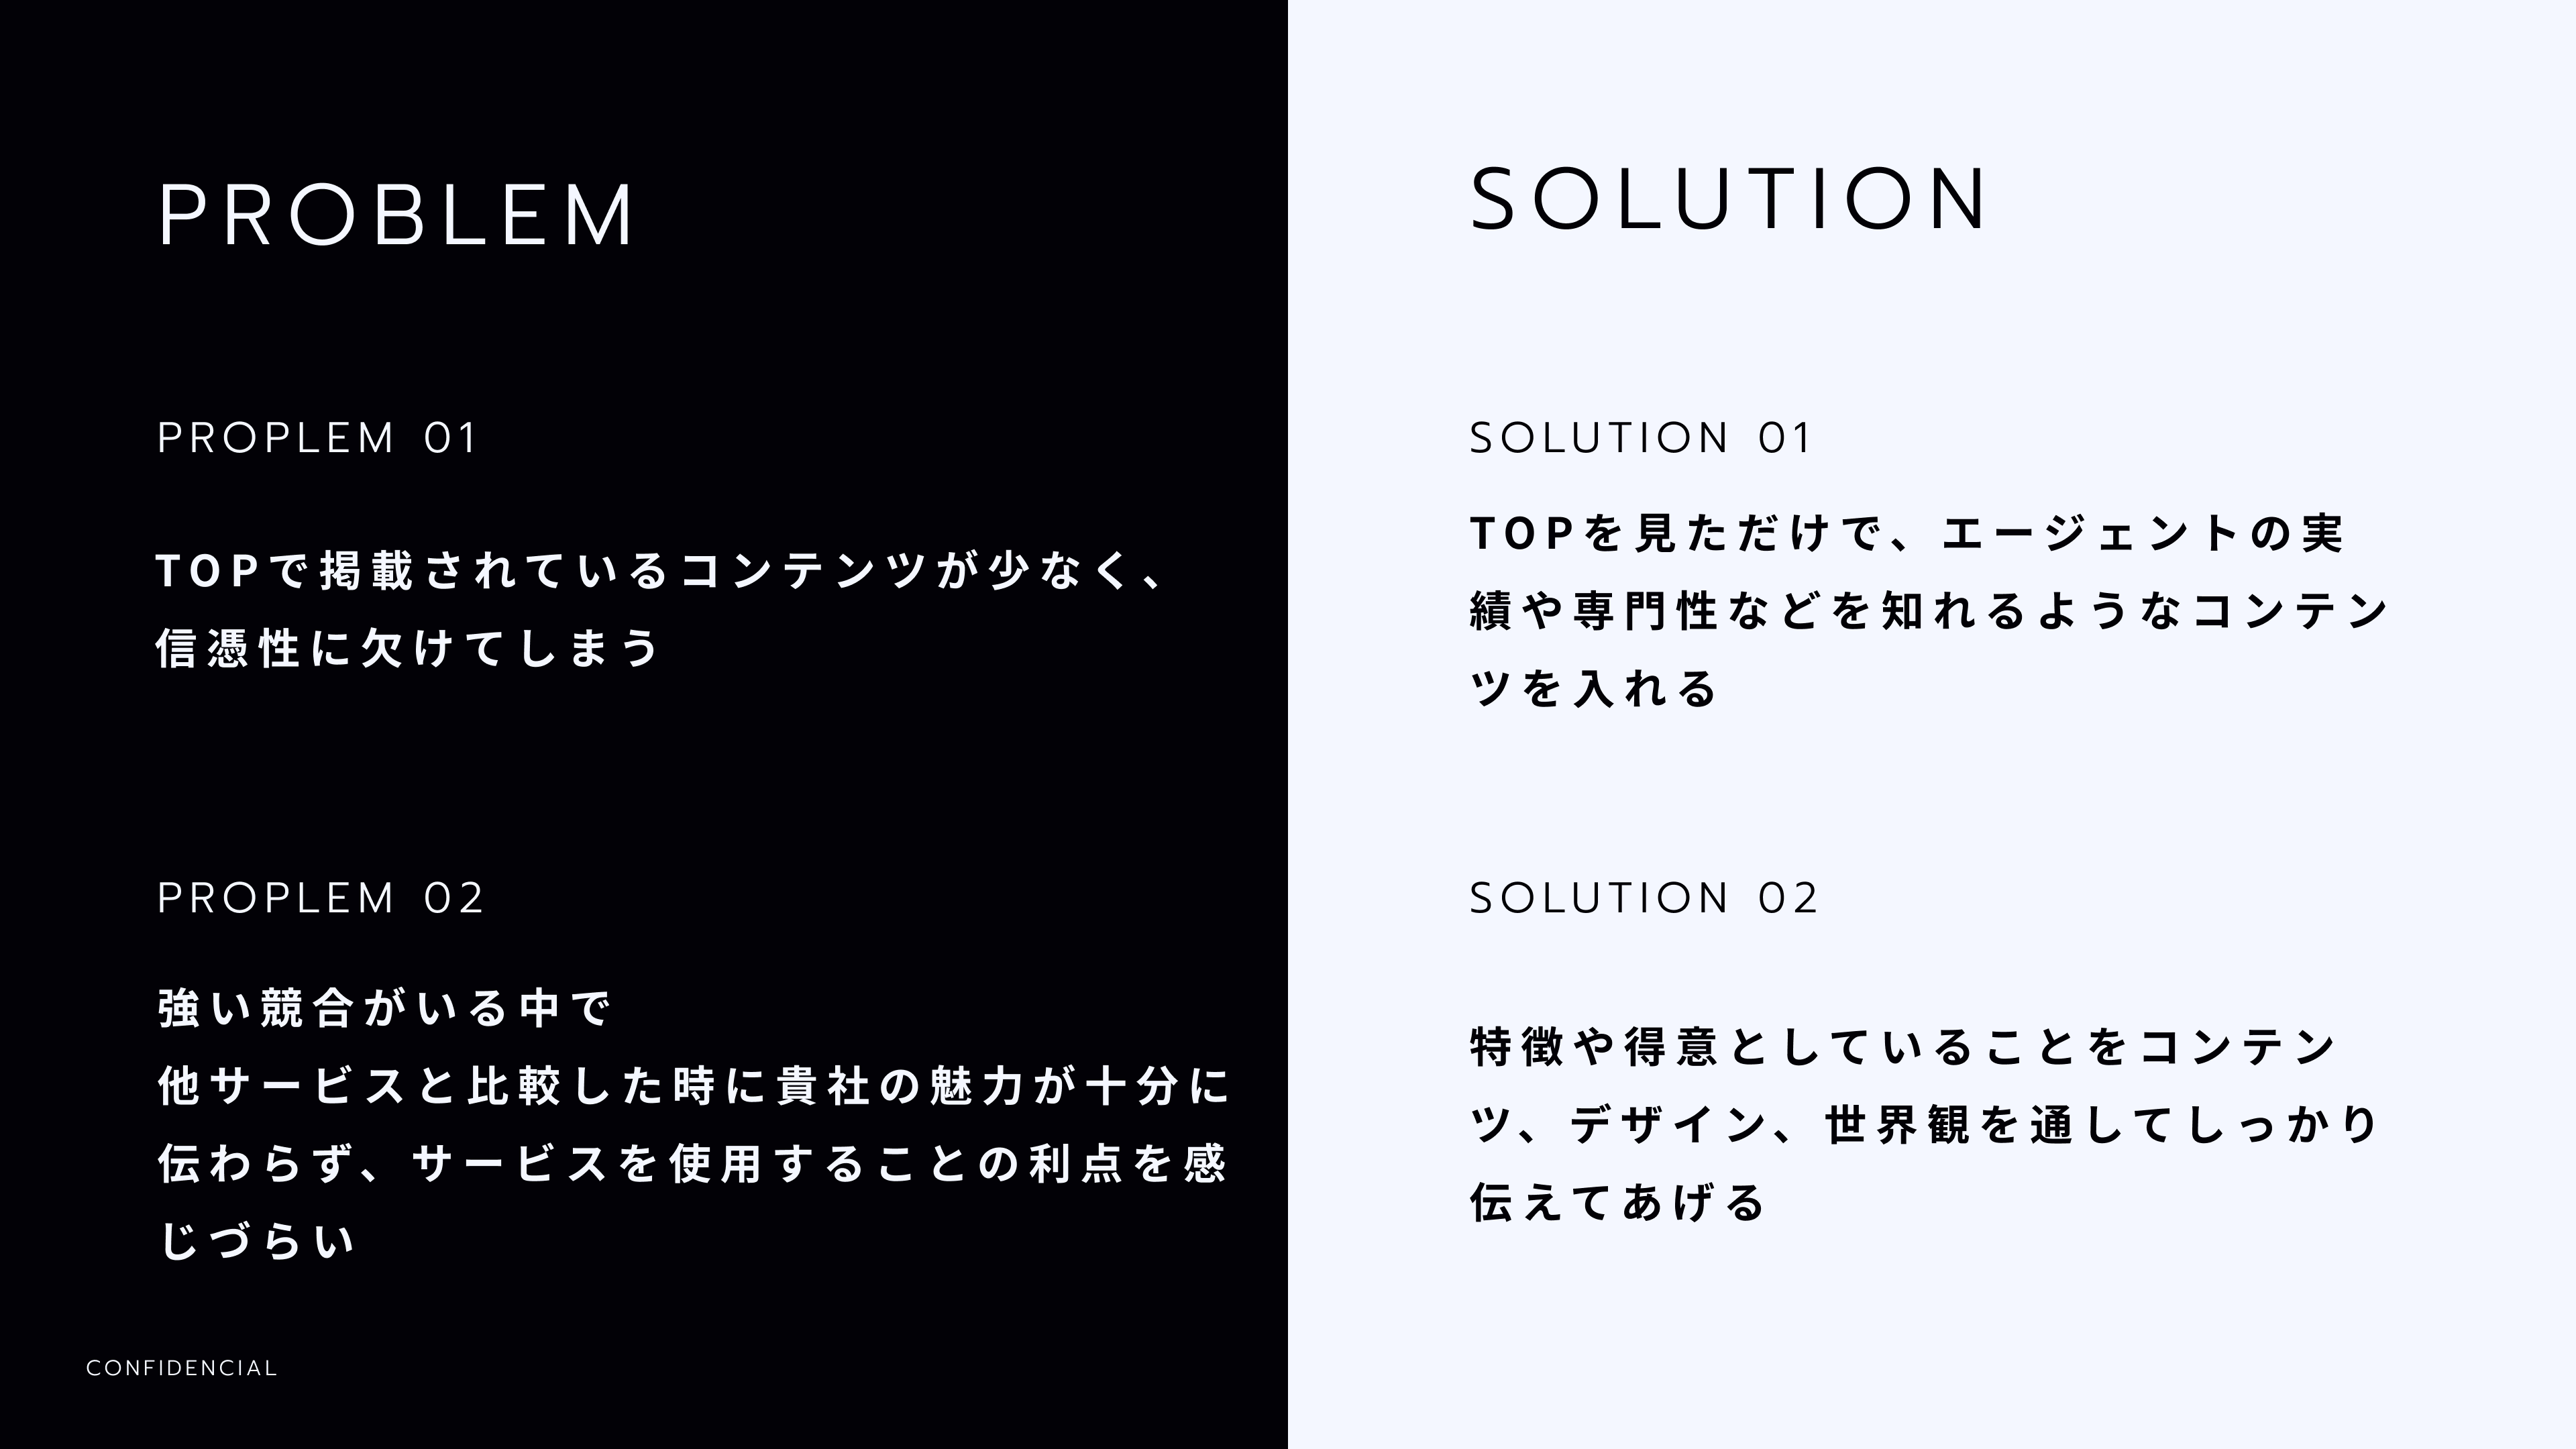 PROBLEM
PROPLEM 01
TOPで掲載されているコンテンツが少なく、
信憑性に欠けてしまう
PROPLEM 02
強い競合がいる中で
他サービスと比較した時に貴社の魅力が十分に
伝わらず、サービスを使用することの利点を感
じづらい
CONFIDENCIAL
SOLUTION
SOLUTION 01
TOPを見ただけで、エージェントの実
績や専門性などを知れるようなコンテン
ツを入れる
SOLUTION 02
特徴や得意としていることをコンテン
ツ、デザイン、世界観を通してしっかり
伝えてあげる